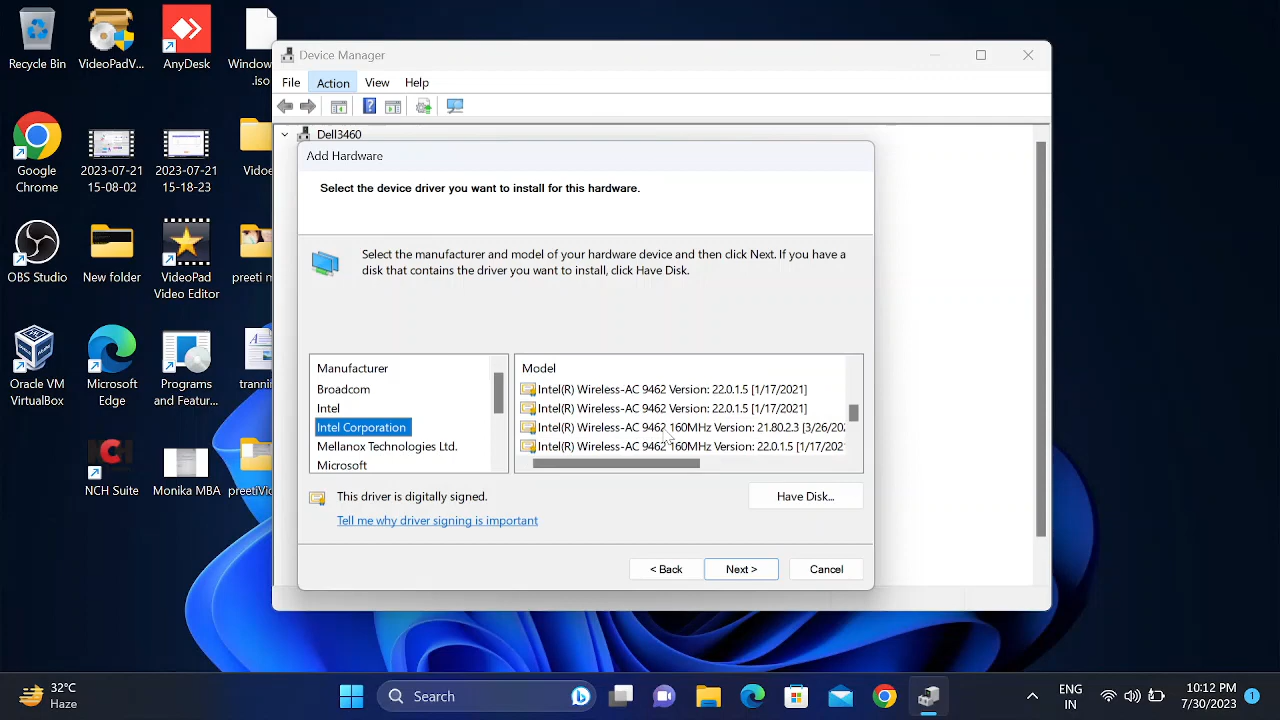 Recycle Bin
VideoPadV...
AnyDesk
Window
.iso
Device Manager
File
Action
View
Help
Dell3460
Add Hardware
Select the device driver you want to install for this hardware.
Select the manufacturer and model of your hardware device and then click Next. If you have a
disk that contains the driver you want to install, click Have Disk.
Manufacturer
Broadcom
Intel
Intel Corporation
Mellanox Technologies Ltd.
Microsoft
Model
Intel(R) Wireless-AC 9462 Version: 22.0.1.5 [1/17/2021]
Intel(R) Wireless-AC 9462 Version: 22.0.1.5 [1/17/2021]
Intel(R) Wireless-AC 9462 160MHz Version: 21.80.2.3 [3/26/202
Intel(R) Wireless-AC 9462 160MHz Version: 22.0.1.5 [1/17/202
This driver is digitally signed.
Have Disk...
Tell me why driver signing is important
< Back
Next >
Cancel
Google
Chrome
2023-07-21
15-08-02
2023-07-21
15-18-23
Vidoe
OBS Studio
New folder
VideoPad
Video Editor
preeti m
Oracle VM
VirtualBox
Microsoft
Edge
Programs
and Featur...
trannii
NCH Suite
Monika MBA
preetiVic
32°C
Haze
Search
ENG
IN
10:12 PM
7/30/2023
1